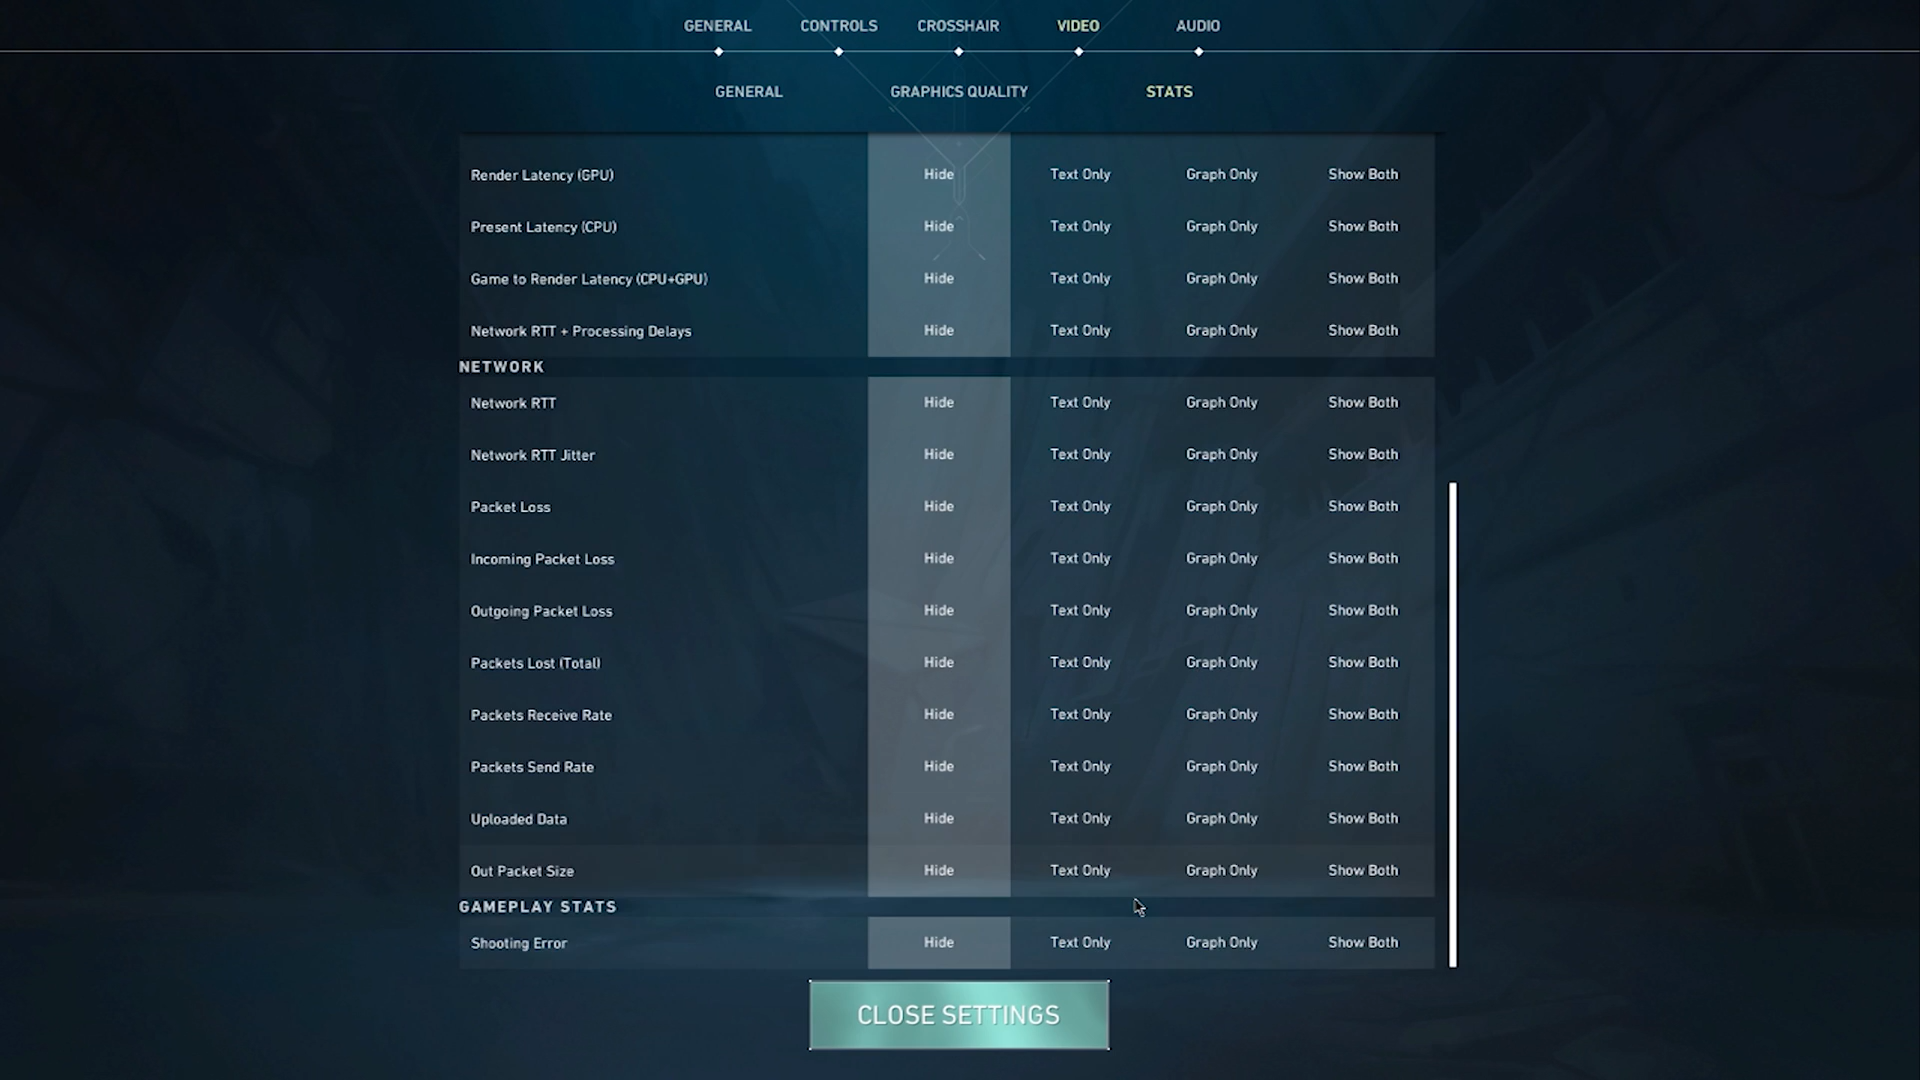 GENERAL CONTROLS CROSSHAIR VIDEO AUDIO
GENERAL GRAPHICS QUALITY STATS
Render Latency (GPU) Hide Text Only Graph Only Show Both
Present Latency (CPU) Hide Text Only Graph Only Show Both
Game to Render Latency (CPU+GPU) Hide Text Only Graph Only Show Both
Network RTT + Processing Delays Hide Text Only Graph Only Show Both
NETWORK
Network RTT Hide Text Only Graph Only Show Both
Network RTT Jitter Hide Text Only Graph Only Show Both
Packet Loss Hide Text Only Graph Only Show Both
Incoming Packet Loss Hide Text Only Graph Only Show Both
Outgoing Packet Loss Hide Text Only Graph Only Show Both
Packets Lost (Total) Hide Text Only Graph Only Show Both
Packets Receive Rate Hide Text Only Graph Only Show Both
Packets Send Rate Hide Text Only Graph Only Show Both
Uploaded Data Hide Text Only Graph Only Show Both
Out Packet Size Hide Text Only Graph Only Show Both
GAMEPLAY STATS
Shooting Error Hide Text Only Graph Only Show Both
CLOSE SETTINGS